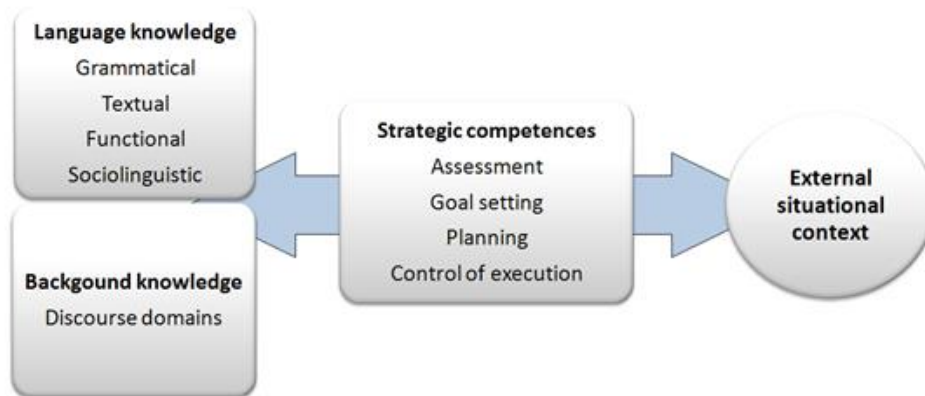 Language knowledge
Grammatical
Textual
Functional
Sociolinguistic
Backgound knowledge
Discourse domains
Strategic competences
Assessment
Goal setting
Planning
Control of execution
External
situational
context